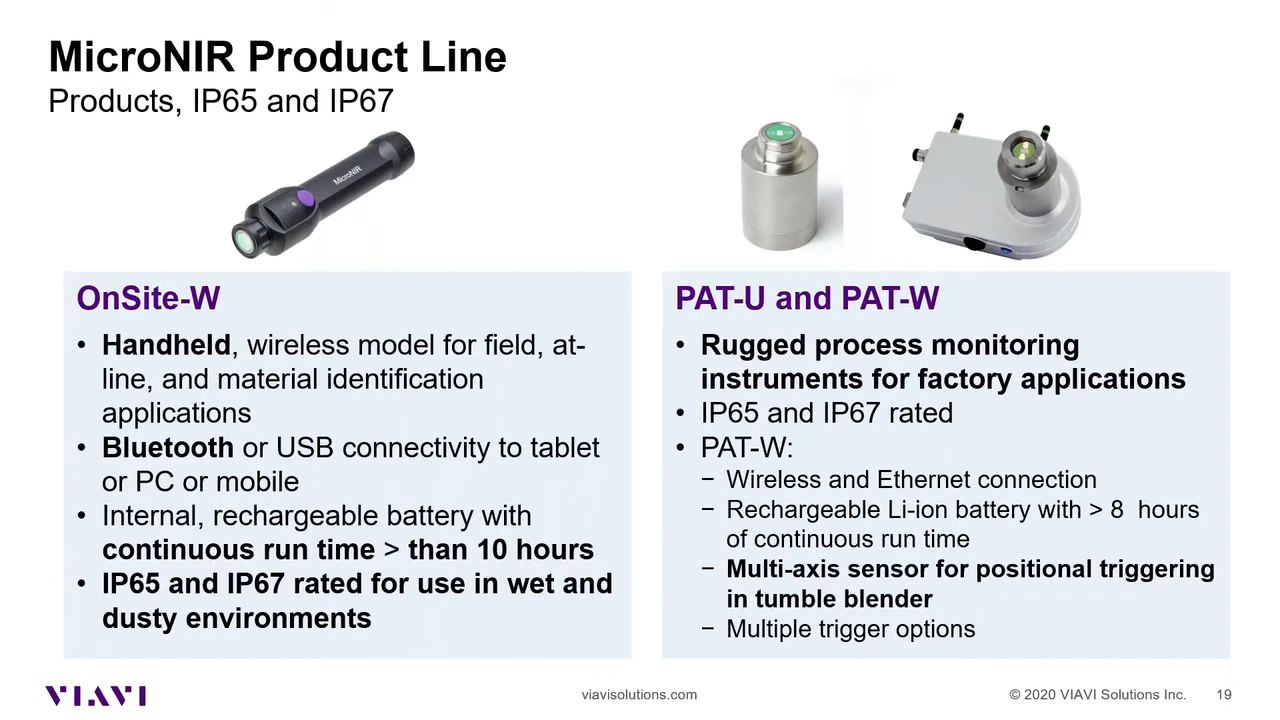 MicroNIR Product Line
Products, IP65 and IP67
MicroNIR
OnSite-W
• Handheld, wireless model for field, at-
line, and material identification
applications
• Bluetooth or USB connectivity to tablet
or PC or mobile
• Internal, rechargeable battery with
continuous run time > than 10 hours
• IP65 and IP67 rated for use in wet and
dusty environments
PAT-U and PAT-W
• Rugged process monitoring
instruments for factory applications
• IP65 and IP67 rated
• PAT-W:
− Wireless and Ethernet connection
− Rechargeable Li-ion battery with > 8 hours
of continuous run time
− Multi-axis sensor for positional triggering
in tumble blender
− Multiple trigger options
VIAVI
viavisolutions.com
© 2020 VIAVI Solutions Inc.
19